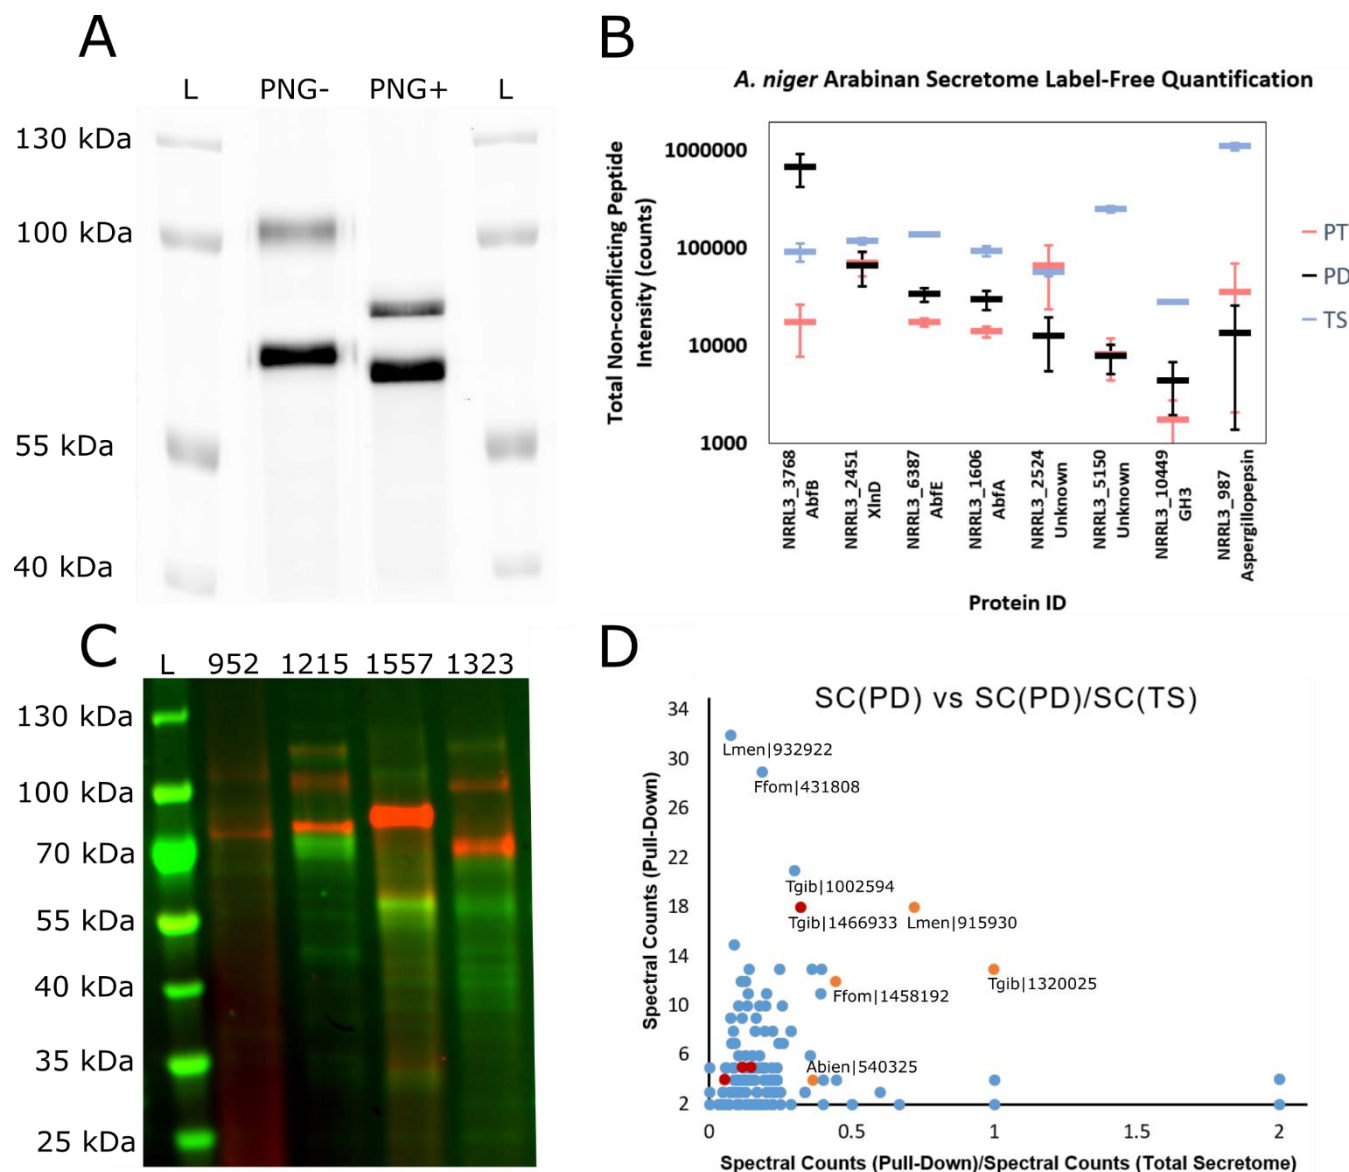 A
L PNG- PNG+ L
130 kDa
100 kDa
55 kDa
40 kDa
B
A. niger Arabinan Secretome Label-Free Quantification
Total Non-conflicting Peptide
Intensity (counts)
1000000
100000
10000
1000
PT
PD
TS
NRRL3_3768
AbfB
NRRL3_2451
XlnD
NRRL3_6387
AbfE
NRRL3_1606
AbfA
NRRL3_2524
Unknown
NRRL3_5150
Unknown
NRRL3_10449
GH3
NRRL3_987
Aspergillopepsin
Protein ID
C
L 952 1215 1557 1323
130 kDa
100 kDa
70 kDa
55 kDa
40 kDa
35 kDa
25 kDa
D
SC(PD) vs SC(PD)/SC(TS)
Spectral Counts (Pull-Down)
34
30
26
22
18
14
10
6
2
Lmen|932922
Ffom|431808
Tgib|1002594
Tgib|1466933
Lmen|915930
Tgib|1320025
Ffom|1458192
Abien|540325
0 0.5 1 1.5 2
Spectral Counts (Pull-Down)/Spectral Counts (Total Secretome)